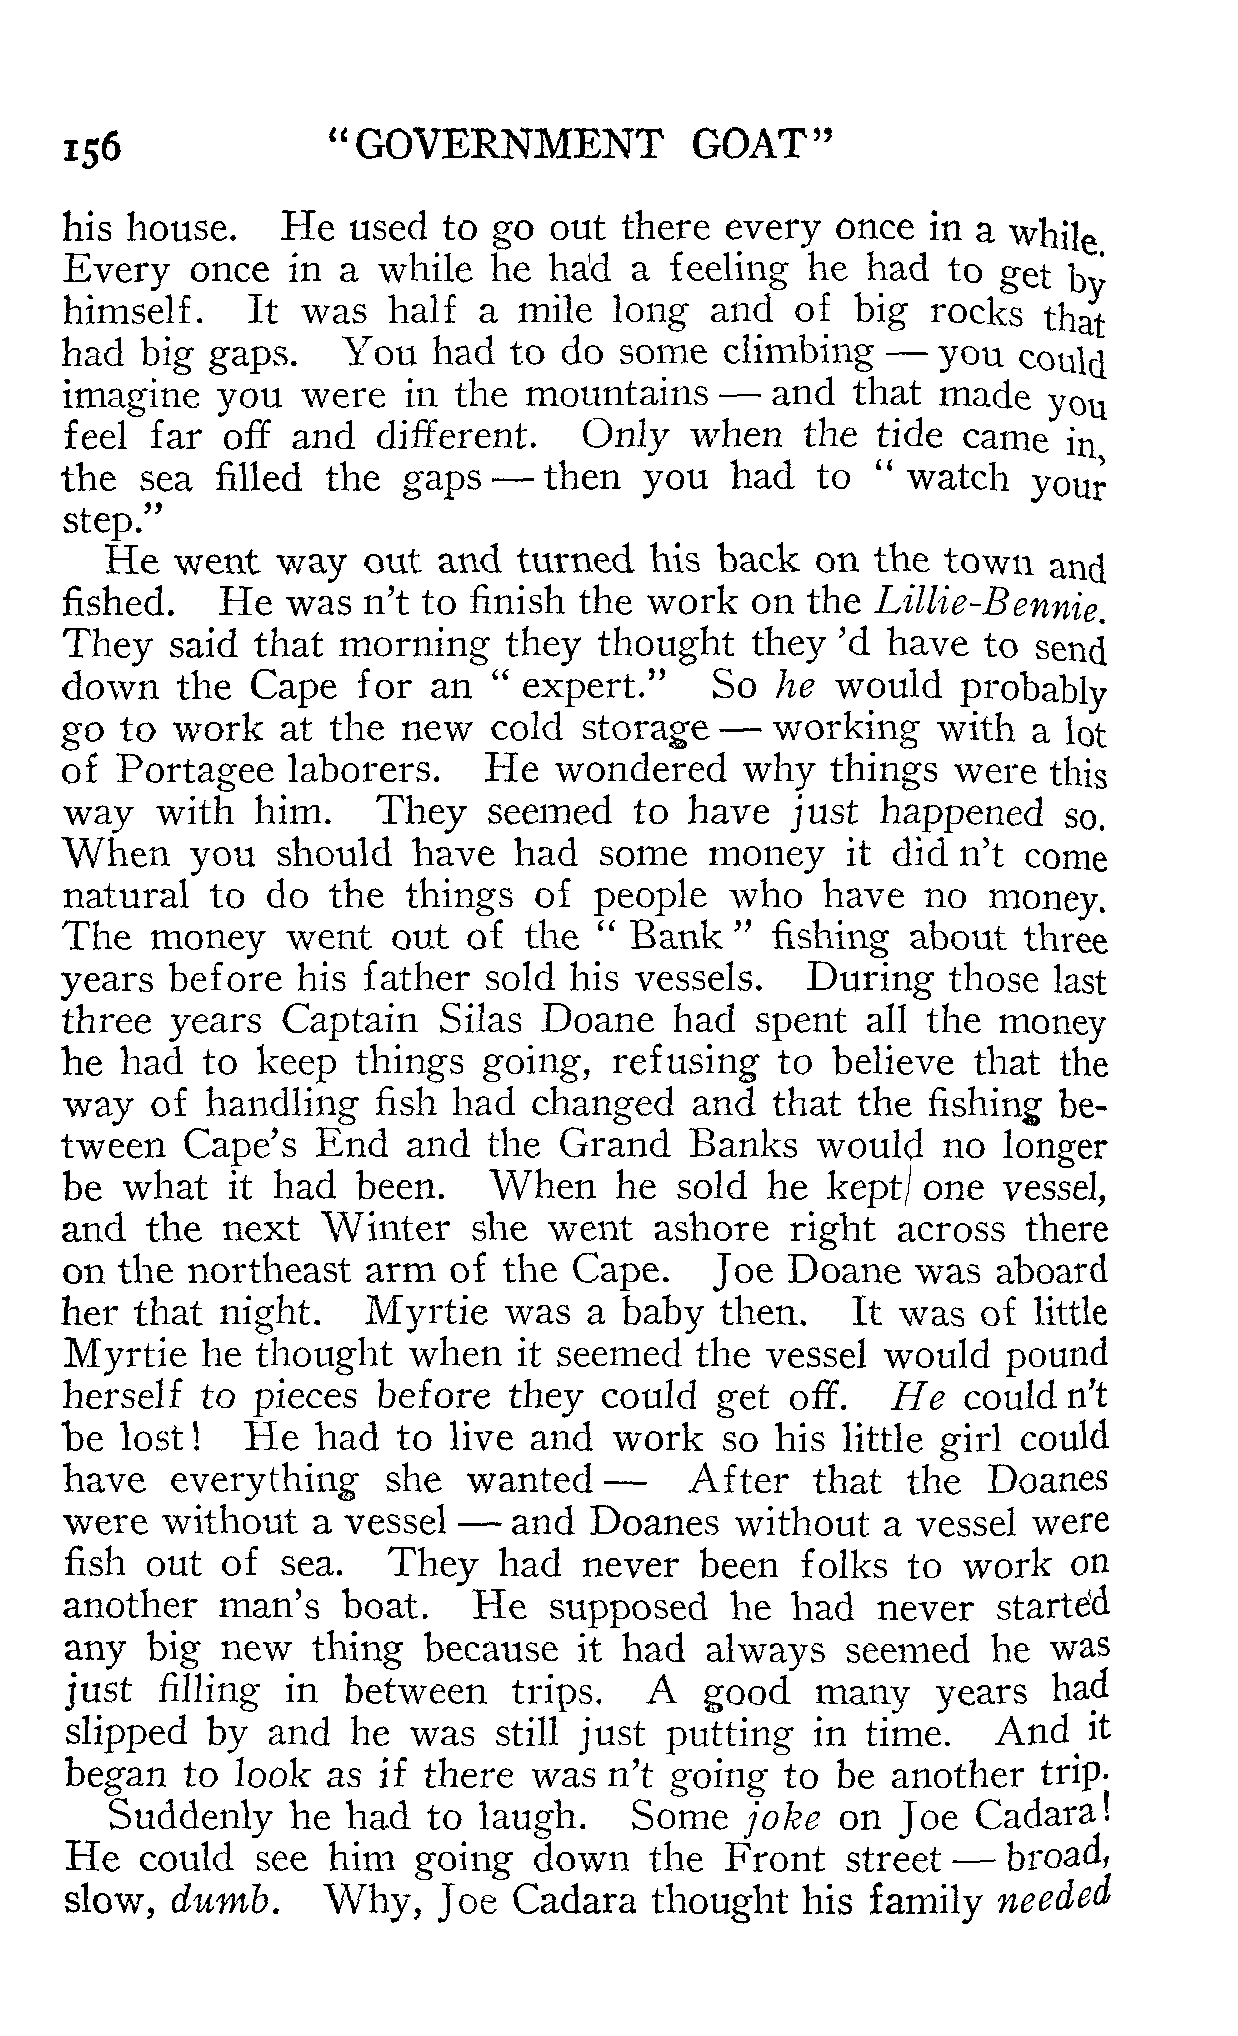 156 "GOVERNMENT GOAT"
his house. He used to go out there every once in a while.
Every once in a while he had a feeling he had to get by
himself. It was half a mile long and of big rocks that
had big gaps. You had to do some climbing — you could
imagine you were in the mountains — and that made you
feel far off and different. Only when the tide came in,
the sea filled the gaps — then you had to " watch your
step."
He went way out and turned his back on the town and
fished. He was n't to finish the work on the Lillie-Bennie.
They said that morning they thought they 'd have to send
down the Cape for an " expert." So he would probably
go to work at the new cold storage — working with a lot
of Portagee laborers. He wondered why things were this
way with him. They seemed to have just happened so.
When you should have had some money it did n't come
natural to do the things of people who have no money.
The money went out of the " Bank " fishing about three
years before his father sold his vessels. During those last
three years Captain Silas Doane had spent all the money
he had to keep things going, refusing to believe that the
way of handling fish had changed and that the fishing be-
tween Cape's End and the Grand Banks would no longer
be what it had been. When he sold he kept one vessel,
and the next Winter she went ashore right across there
on the northeast arm of the Cape. Joe Doane was aboard
her that night. Myrtie was a baby then. It was of little
Myrtie he thought when it seemed the vessel would pound
herself to pieces before they could get off. He could n't
be lost! He had to live and work so his little girl could
have everything she wanted — After that the Doanes
were without a vessel — and Doanes without a vessel were
fish out of sea. They had never been folks to work on
another man's boat. He supposed he had never started
any big new thing because it had always seemed he was
just filling in between trips. A good many years had
slipped by and he was still just putting in time. And it
began to look as if there was n't going to be another trip.
Suddenly he had to laugh. Some joke on Joe Cadara!
He could see him going down the Front street — broad,
slow, dumb. Why, Joe Cadara thought his family needed